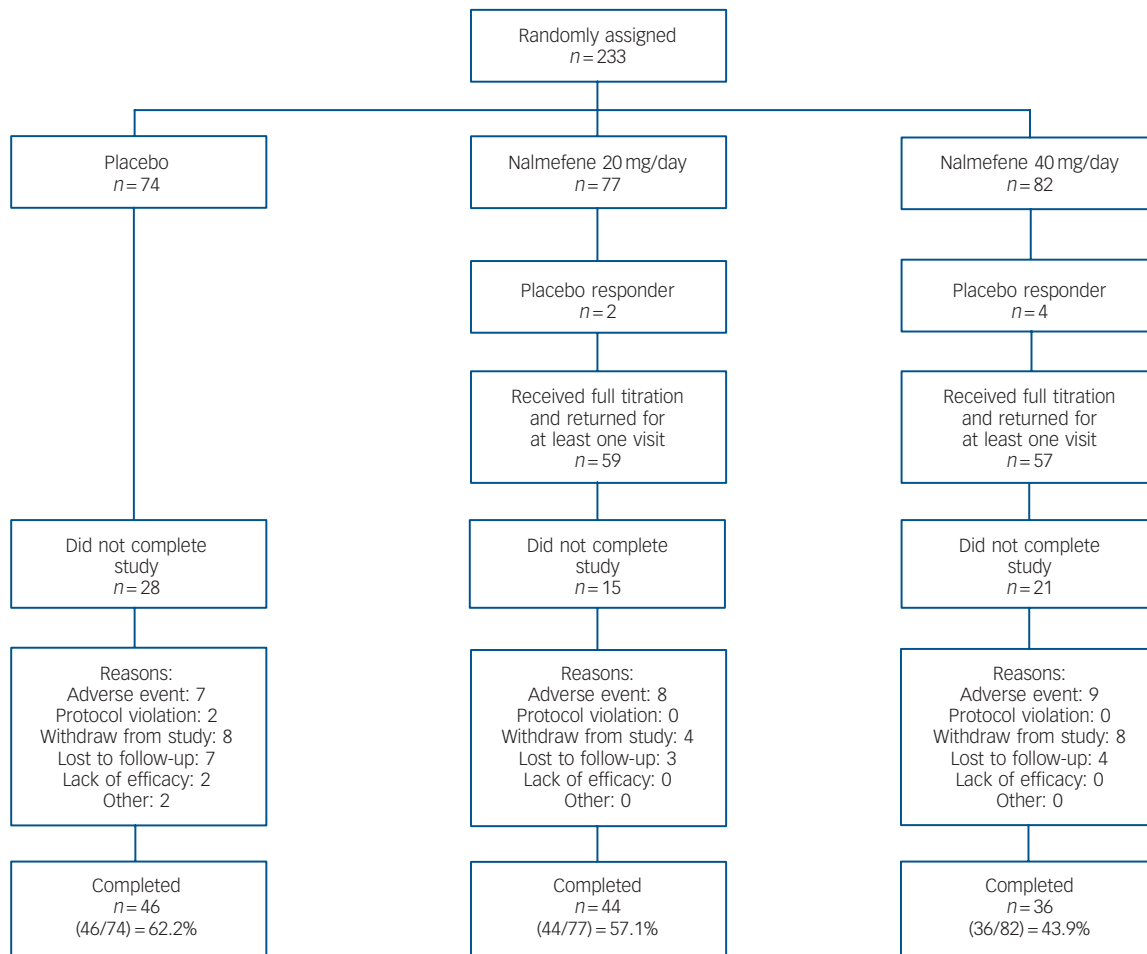 Randomly assigned
n = 233
Placebo
n = 74
Nalmefene 20 mg/day
n = 77
Nalmefene 40 mg/day
n = 82
Placebo responder
n = 2
Placebo responder
n = 4
Received full titration
and returned for
at least one visit
n = 59
Received full titration
and returned for
at least one visit
n = 57
Did not complete
study
n = 28
Did not complete
study
n = 15
Did not complete
study
n = 21
Reasons:
Adverse event: 7
Protocol violation: 2
Withdraw from study: 8
Lost to follow-up: 7
Lack of efficacy: 2
Other: 2
Reasons:
Adverse event: 8
Protocol violation: 0
Withdraw from study: 4
Lost to follow-up: 3
Lack of efficacy: 0
Other: 0
Reasons:
Adverse event: 9
Protocol violation: 0
Withdraw from study: 8
Lost to follow-up: 4
Lack of efficacy: 0
Other: 0
Completed
n = 46
(46/74) = 62.2%
Completed
n = 44
(44/77) = 57.1%
Completed
n = 36
(36/82) = 43.9%